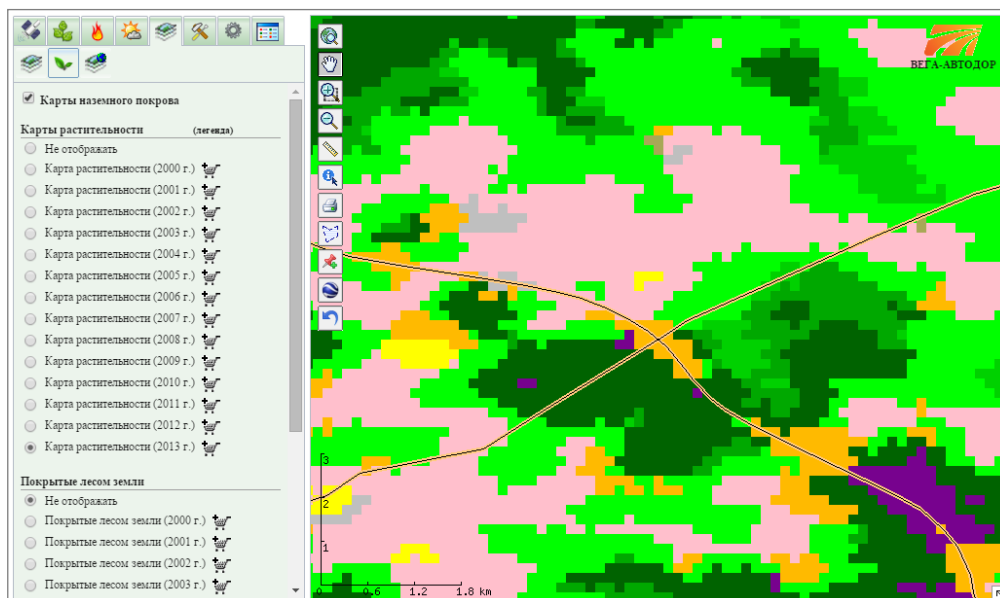 Карты наземного покрова
Карты растительности (легенда)
Не отображать
Карта растительности (2000 г.)
Карта растительности (2001 г.)
Карта растительности (2002 г.)
Карта растительности (2003 г.)
Карта растительности (2004 г.)
Карта растительности (2005 г.)
Карта растительности (2006 г.)
Карта растительности (2007 г.)
Карта растительности (2008 г.)
Карта растительности (2009 г.)
Карта растительности (2010 г.)
Карта растительности (2011 г.)
Карта растительности (2012 г.)
Карта растительности (2013 г.)
Покрытые лесом земли
Не отображать
Покрытые лесом земли (2000 г.)
Покрытые лесом земли (2001 г.)
Покрытые лесом земли (2002 г.)
Покрытые лесом земли (2003 г.)
ВЕГА-АВТОДОР
3
2
1
0 0.6 1.2 1.8 km